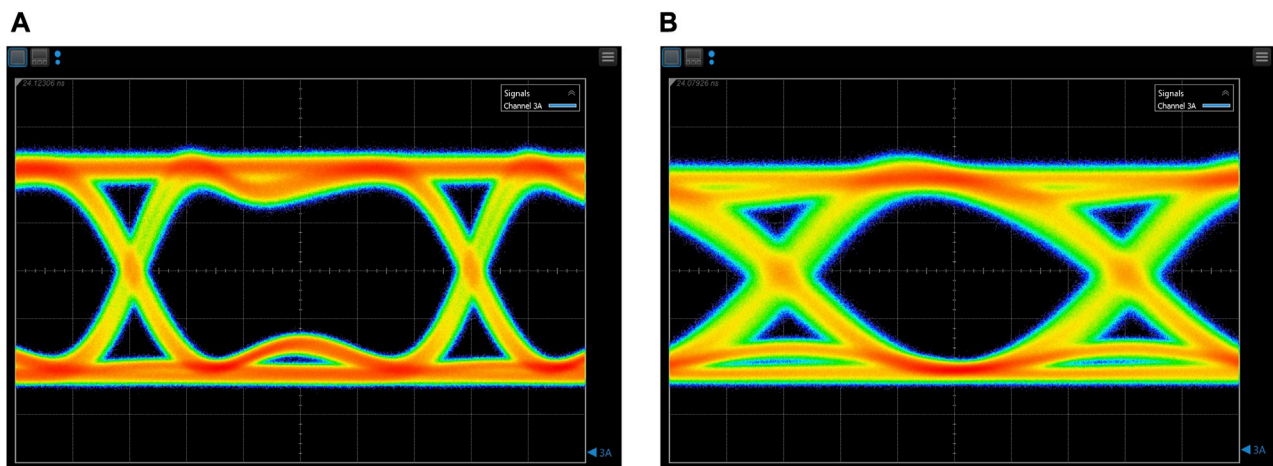 A
B
24.12306 ns
Signals
Channel 3A
3A
24.07926 ns
Signals
Channel 3A
3A